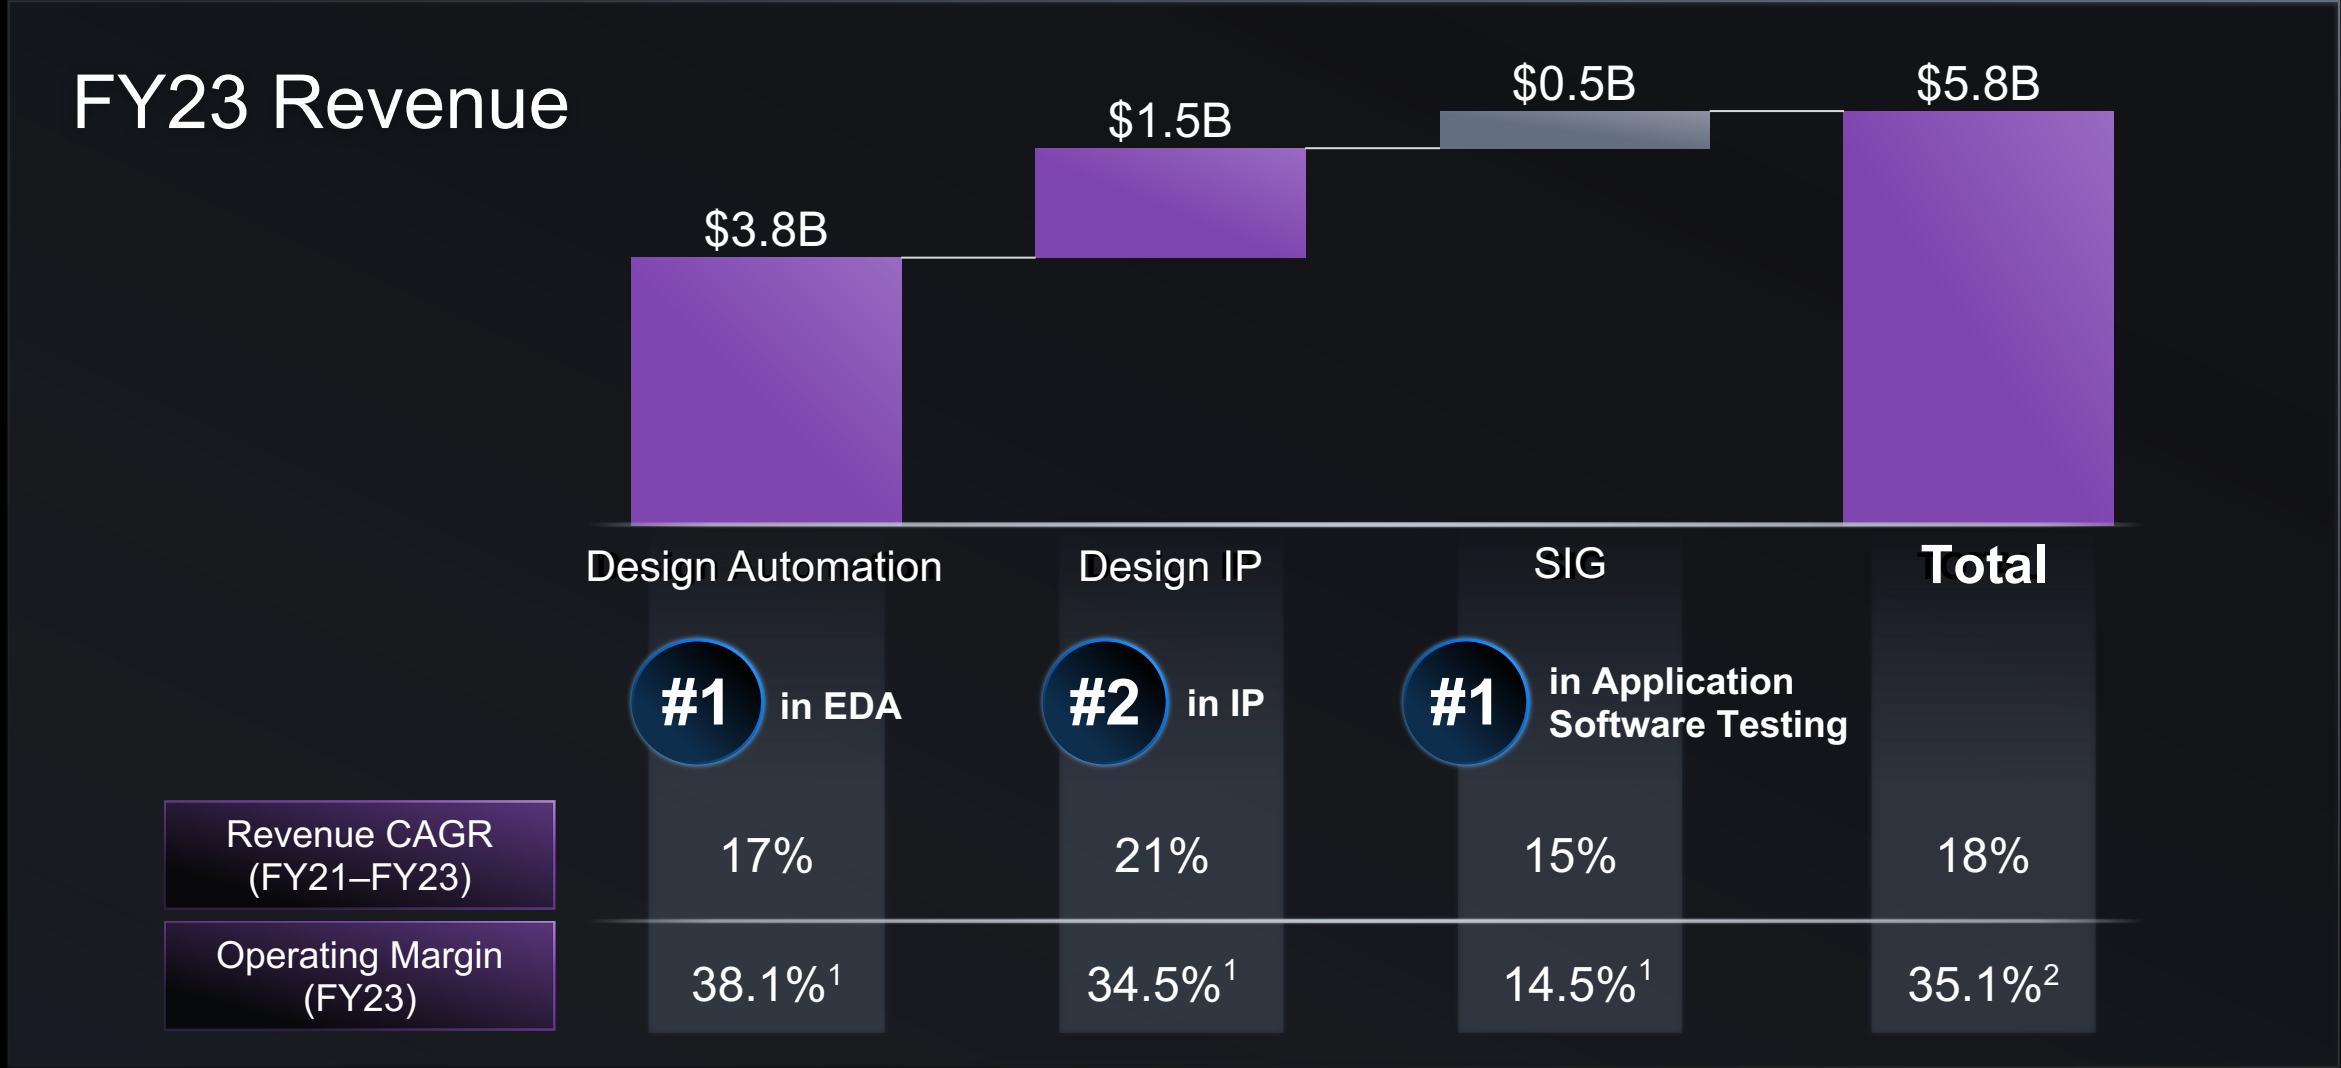 FY23 Revenue
$3.8B
$1.5B
$0.5B
$5.8B
Design Automation
Design IP
SIG
Total
#1 in EDA
#2 in IP
#1 in Application
Software Testing
Revenue CAGR
(FY21–FY23)
17% 21% 15% 18%
Operating Margin
(FY23)
38.1%¹ 34.5%¹ 14.5%¹ 35.1%²